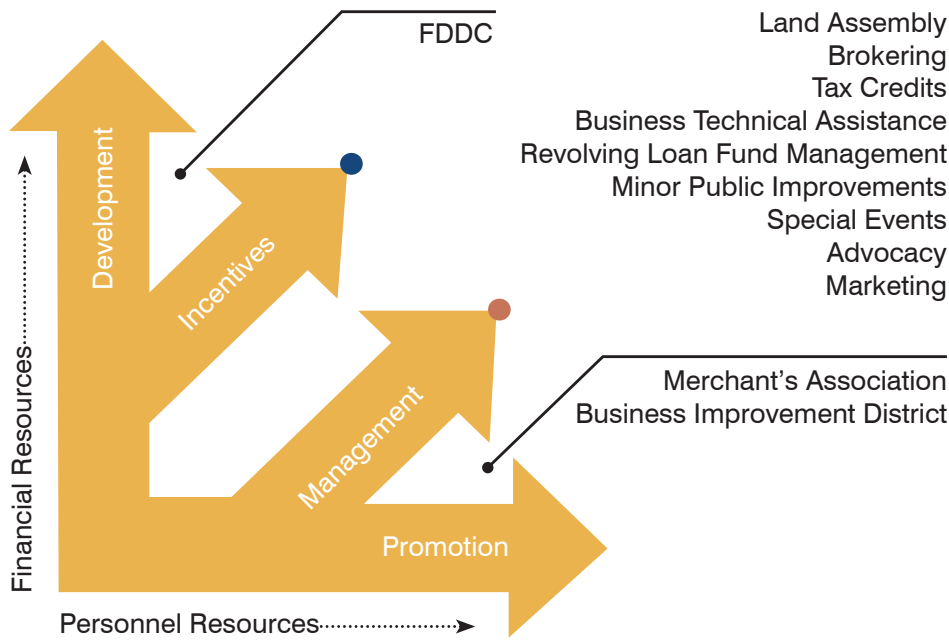 FDDC
Land Assembly
Brokering
Tax Credits
Business Technical Assistance
Revolving Loan Fund Management
Minor Public Improvements
Special Events
Advocacy
Marketing
Merchant’s Association
Business Improvement District
Development
Incentives
Management
Promotion
Financial Resources
Personnel Resources